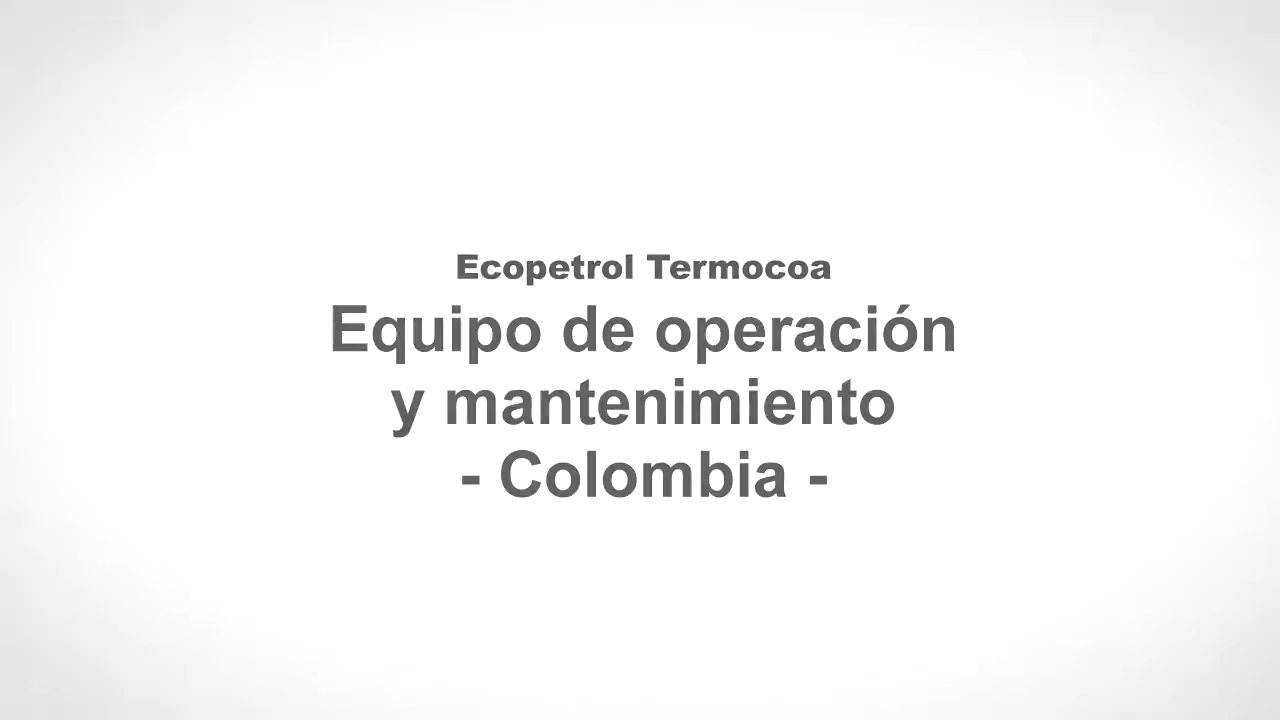 Ecopetrol Termocoa
Equipo de operación
y mantenimiento
- Colombia -